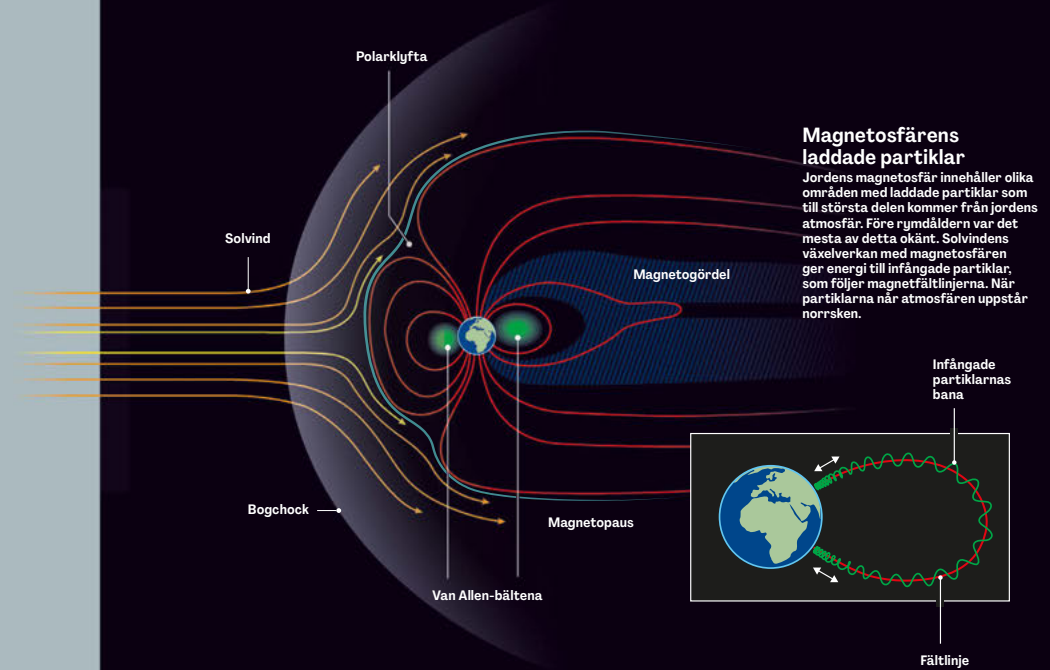 Polarklyfta
Magnetosfärens
laddade partiklar
Jordens magnetosfär innehåller olika
områden med laddade partiklar som
till största delen kommer från jordens
atmosfär. Före rymdåldern var det
mesta av detta okänt. Solvindens
växelverkan med magnetosfären
ger energi till infångade partiklar,
som följer magnetfältlinjerna. När
partiklarna når atmosfären uppstår
norrsken.
Solvind
Magnetogördel
Infångade
partiklarnas
bana
Bogchock
Magnetopaus
Van Allen-bältena
Fältlinje